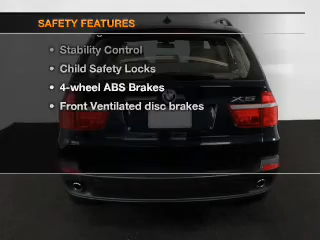 SAFETY FEATURES
• Stability Control
• Child Safety Locks
• 4-wheel ABS Brakes
• Front Ventilated disc brakes
X5